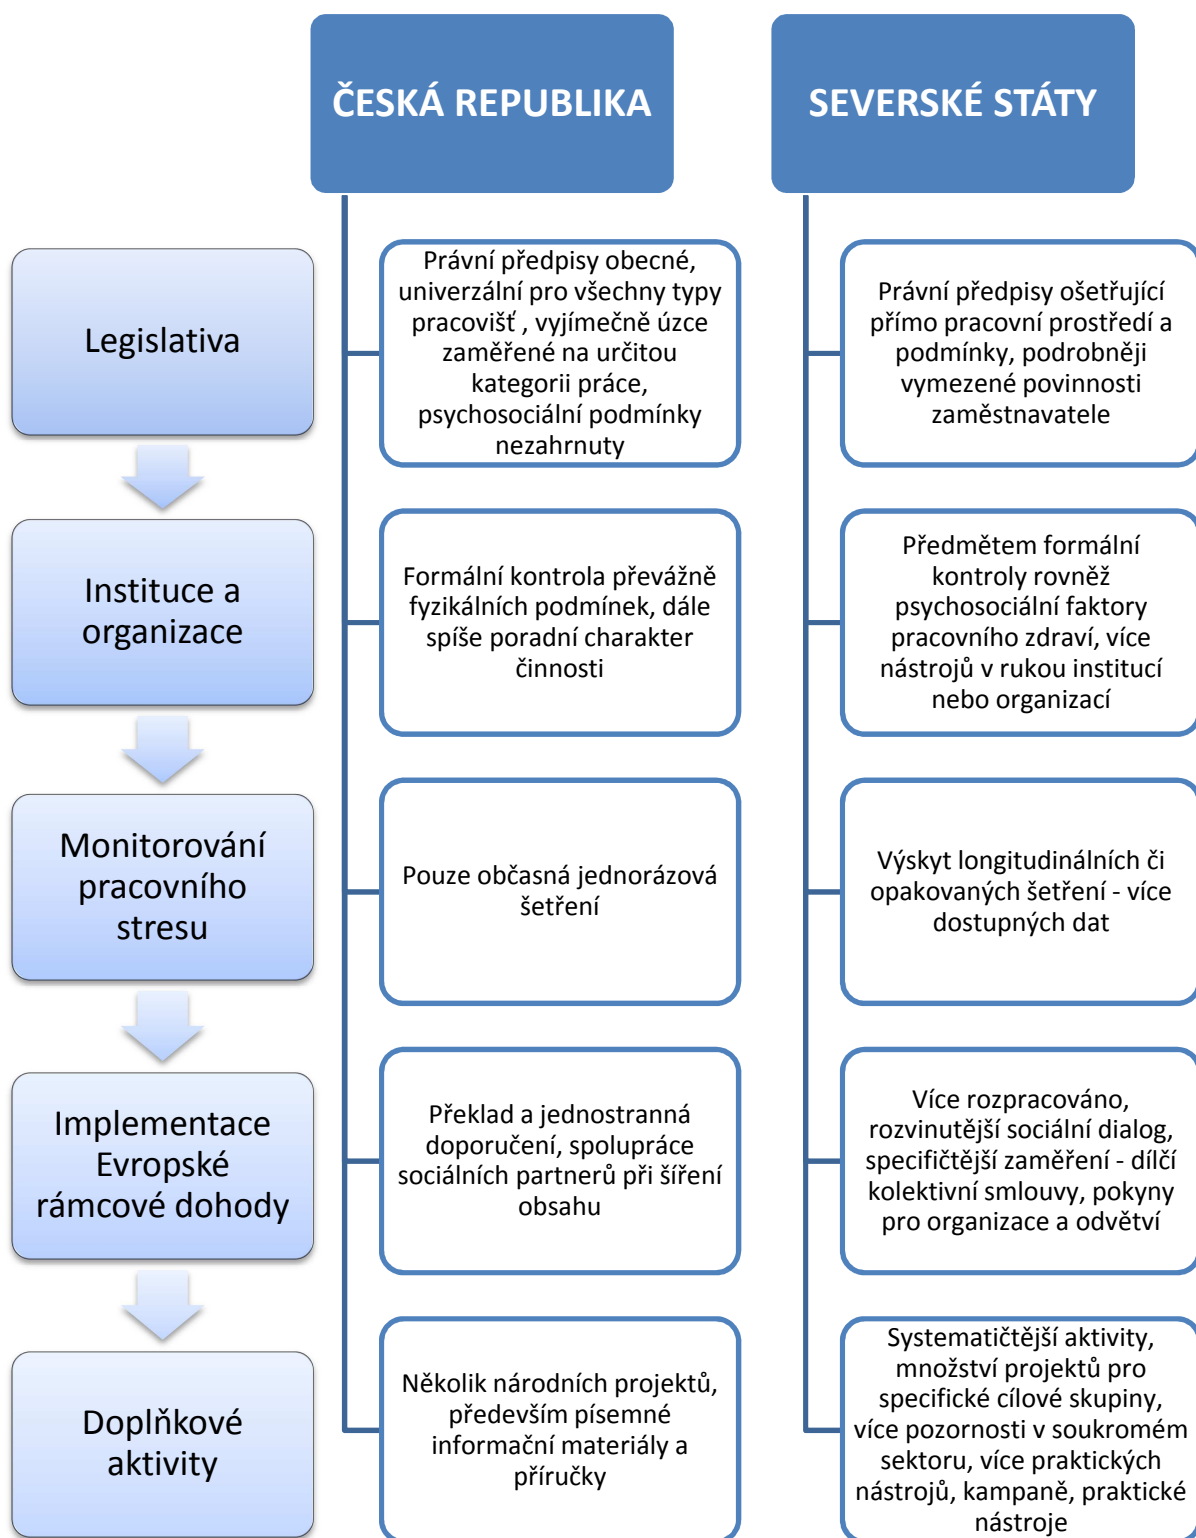 ČESKÁ REPUBLIKA
SEVERSKÉ STÁTY
Legislativa
Právní předpisy obecné,
univerzální pro všechny typy
pracovišť , vyjímečně úzce
zaměřené na určitou
kategorii práce,
psychosociální podmínky
nezahrnuty
Právní předpisy ošetřující
přímo pracovní prostředí a
podmínky, podrobněji
vymezené povinnosti
zaměstnavatele
Instituce a
organizace
Formální kontrola převážně
fyzikálních podmínek, dále
spíše poradní charakter
činnosti
Předmětem formální
kontroly rovněž
psychosociální faktory
pracovního zdraví, více
nástrojů v rukou institucí
nebo organizací
Monitorování
pracovního
stresu
Pouze občasná jednorázová
šetření
Výskyt longitudinálních či
opakovaných šetření - více
dostupných dat
Implementace
Evropské
rámcové dohody
Překlad a jednostranná
doporučení, spolupráce
sociálních partnerů při šíření
obsahu
Více rozpracováno,
rozvinutější sociální dialog,
specifičtější zaměření - dílčí
kolektivní smlouvy, pokyny
pro organizace a odvětví
Doplňkové
aktivity
Několik národních projektů,
především písemné
informační materiály a
příručky
Systematičtější aktivity,
množství projektů pro
specifické cílové skupiny,
více pozornosti v soukromém
sektoru, více praktických
nástrojů, kampaně, praktické
nástroje